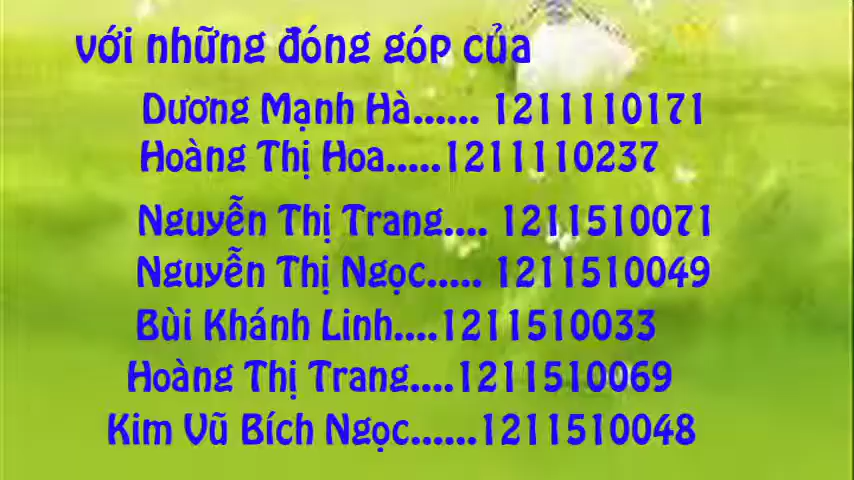 với những đóng góp của
Dương Mạnh Hà...... 1211110171
Hoàng Thị Hoa.....1211110237
Nguyễn Thị Trang.... 1211510071
Nguyễn Thị Ngọc..... 1211510049
Bùi Khánh Linh....1211510033
Hoàng Thị Trang....1211510069
Kim Vũ Bích Ngọc......1211510048